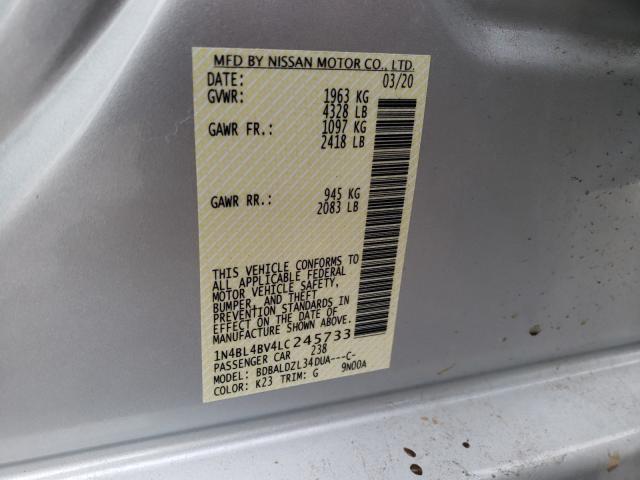 MFD BY NISSAN MOTOR CO., LTD.
DATE: 03/20
GVWR: 1963 KG
4328 LB
GAWR FR.: 1097 KG
2418 LB
GAWR RR.: 945 KG
2083 LB
THIS VEHICLE CONFORMS TO
ALL APPLICABLE FEDERAL
MOTOR VEHICLE SAFETY,
BUMPER, AND THEFT
PREVENTION STANDARDS IN
EFFECT ON THE DATE OF
MANUFACTURE SHOWN ABOVE.
1N4BL4BV4LC245733
PASSENGER CAR 238
MODEL: BDBALDZL34DUA---C-
COLOR: K23 TRIM: G 9N00A